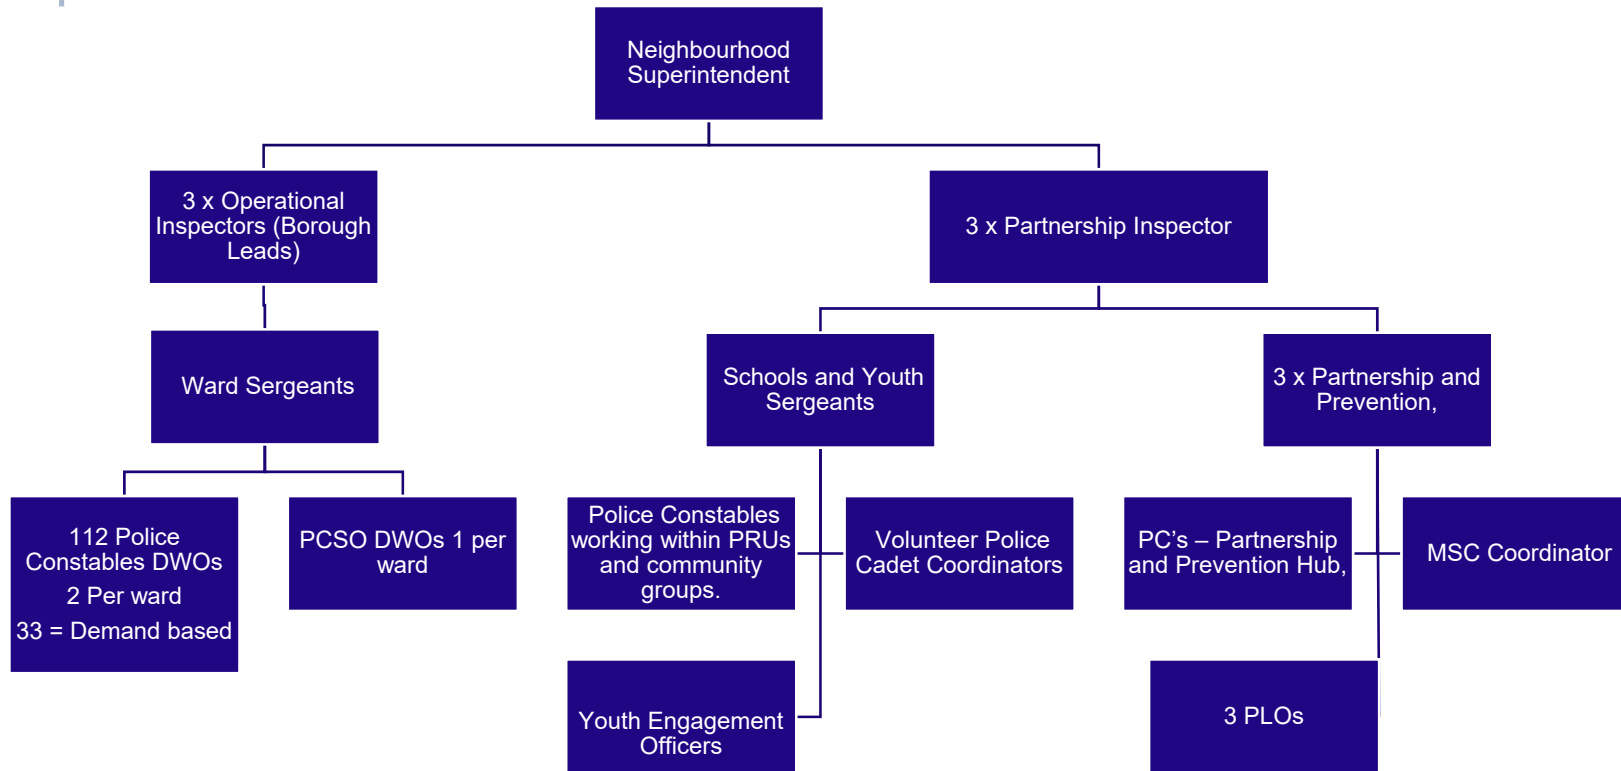 Neighbourhood
Superintendent
3 x Operational
Inspectors (Borough
Leads)
3 x Partnership Inspector
Ward Sergeants
Schools and Youth
Sergeants
3 x Partnership and
Prevention,
112 Police
Constables DWOs
2 Per ward
33 = Demand based
PCSO DWOs 1 per
ward
Police Constables
working within PRUs
and community
groups.
Volunteer Police
Cadet Coordinators
PC's – Partnership
and Prevention Hub,
MSC Coordinator
Youth Engagement
Officers
3 PLOs